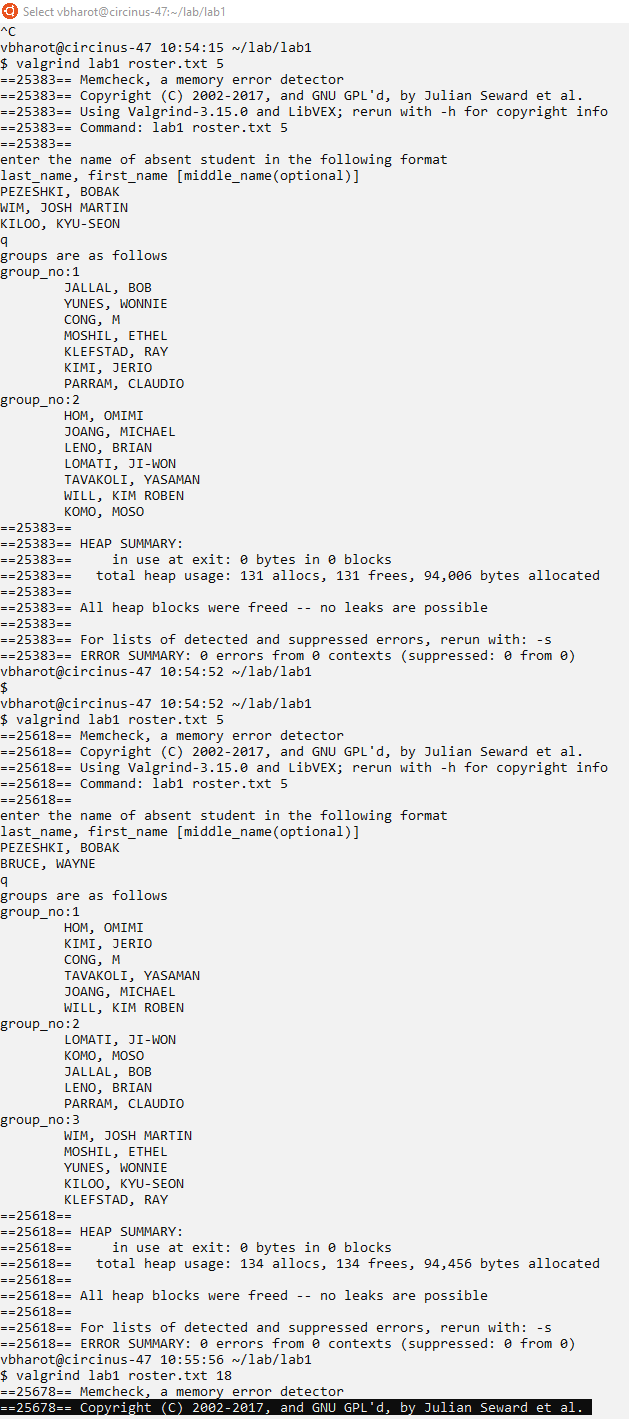 Select vbharot@circinus-47:~/lab/lab1
^C
vbharot@circinus-47 10:54:15 ~/lab/lab1
$ valgrind lab1 roster.txt 5
==25383== Memcheck, a memory error detector
==25383== Copyright (C) 2002-2017, and GNU GPL'd, by Julian Seward et al.
==25383== Using Valgrind-3.15.0 and LibVEX; rerun with -h for copyright info
==25383== Command: lab1 roster.txt 5
==25383==
enter the name of absent student in the following format
last_name, first_name [middle_name(optional)]
PEZESHKI, BOBAK
WIM, JOSH MARTIN
KILOO, KYU-SEON
q
groups are as follows
group_no:1
        JALLAL, BOB
        YUNES, WONNIE
        CONG, M
        MOSHIL, ETHEL
        KLEFSTAD, RAY
        KIMI, JERIO
        PARRAM, CLAUDIO
group_no:2
        HOM, OMIMI
        JOANG, MICHAEL
        LENO, BRIAN
        LOMATI, JI-WON
        TAVAKOLI, YASAMAN
        WILL, KIM ROBEN
        KOMO, MOSO
==25383==
==25383== HEAP SUMMARY:
==25383==     in use at exit: 0 bytes in 0 blocks
==25383==   total heap usage: 131 allocs, 131 frees, 94,006 bytes allocated
==25383==
==25383== All heap blocks were freed -- no leaks are possible
==25383==
==25383== For lists of detected and suppressed errors, rerun with: -s
==25383== ERROR SUMMARY: 0 errors from 0 contexts (suppressed: 0 from 0)
vbharot@circinus-47 10:54:52 ~/lab/lab1
$
vbharot@circinus-47 10:54:52 ~/lab/lab1
$ valgrind lab1 roster.txt 5
==25618== Memcheck, a memory error detector
==25618== Copyright (C) 2002-2017, and GNU GPL'd, by Julian Seward et al.
==25618== Using Valgrind-3.15.0 and LibVEX; rerun with -h for copyright info
==25618== Command: lab1 roster.txt 5
==25618==
enter the name of absent student in the following format
last_name, first_name [middle_name(optional)]
PEZESHKI, BOBAK
BRUCE, WAYNE
q
groups are as follows
group_no:1
        HOM, OMIMI
        KIMI, JERIO
        CONG, M
        TAVAKOLI, YASAMAN
        JOANG, MICHAEL
        WILL, KIM ROBEN
group_no:2
        LOMATI, JI-WON
        KOMO, MOSO
        JALLAL, BOB
        LENO, BRIAN
        PARRAM, CLAUDIO
group_no:3
        WIM, JOSH MARTIN
        MOSHIL, ETHEL
        YUNES, WONNIE
        KILOO, KYU-SEON
        KLEFSTAD, RAY
==25618==
==25618== HEAP SUMMARY:
==25618==     in use at exit: 0 bytes in 0 blocks
==25618==   total heap usage: 134 allocs, 134 frees, 94,456 bytes allocated
==25618==
==25618== All heap blocks were freed -- no leaks are possible
==25618==
==25618== For lists of detected and suppressed errors, rerun with: -s
==25618== ERROR SUMMARY: 0 errors from 0 contexts (suppressed: 0 from 0)
vbharot@circinus-47 10:55:56 ~/lab/lab1
$ valgrind lab1 roster.txt 18
==25678== Memcheck, a memory error detector
==25678== Copyright (C) 2002-2017, and GNU GPL'd, by Julian Seward et al.